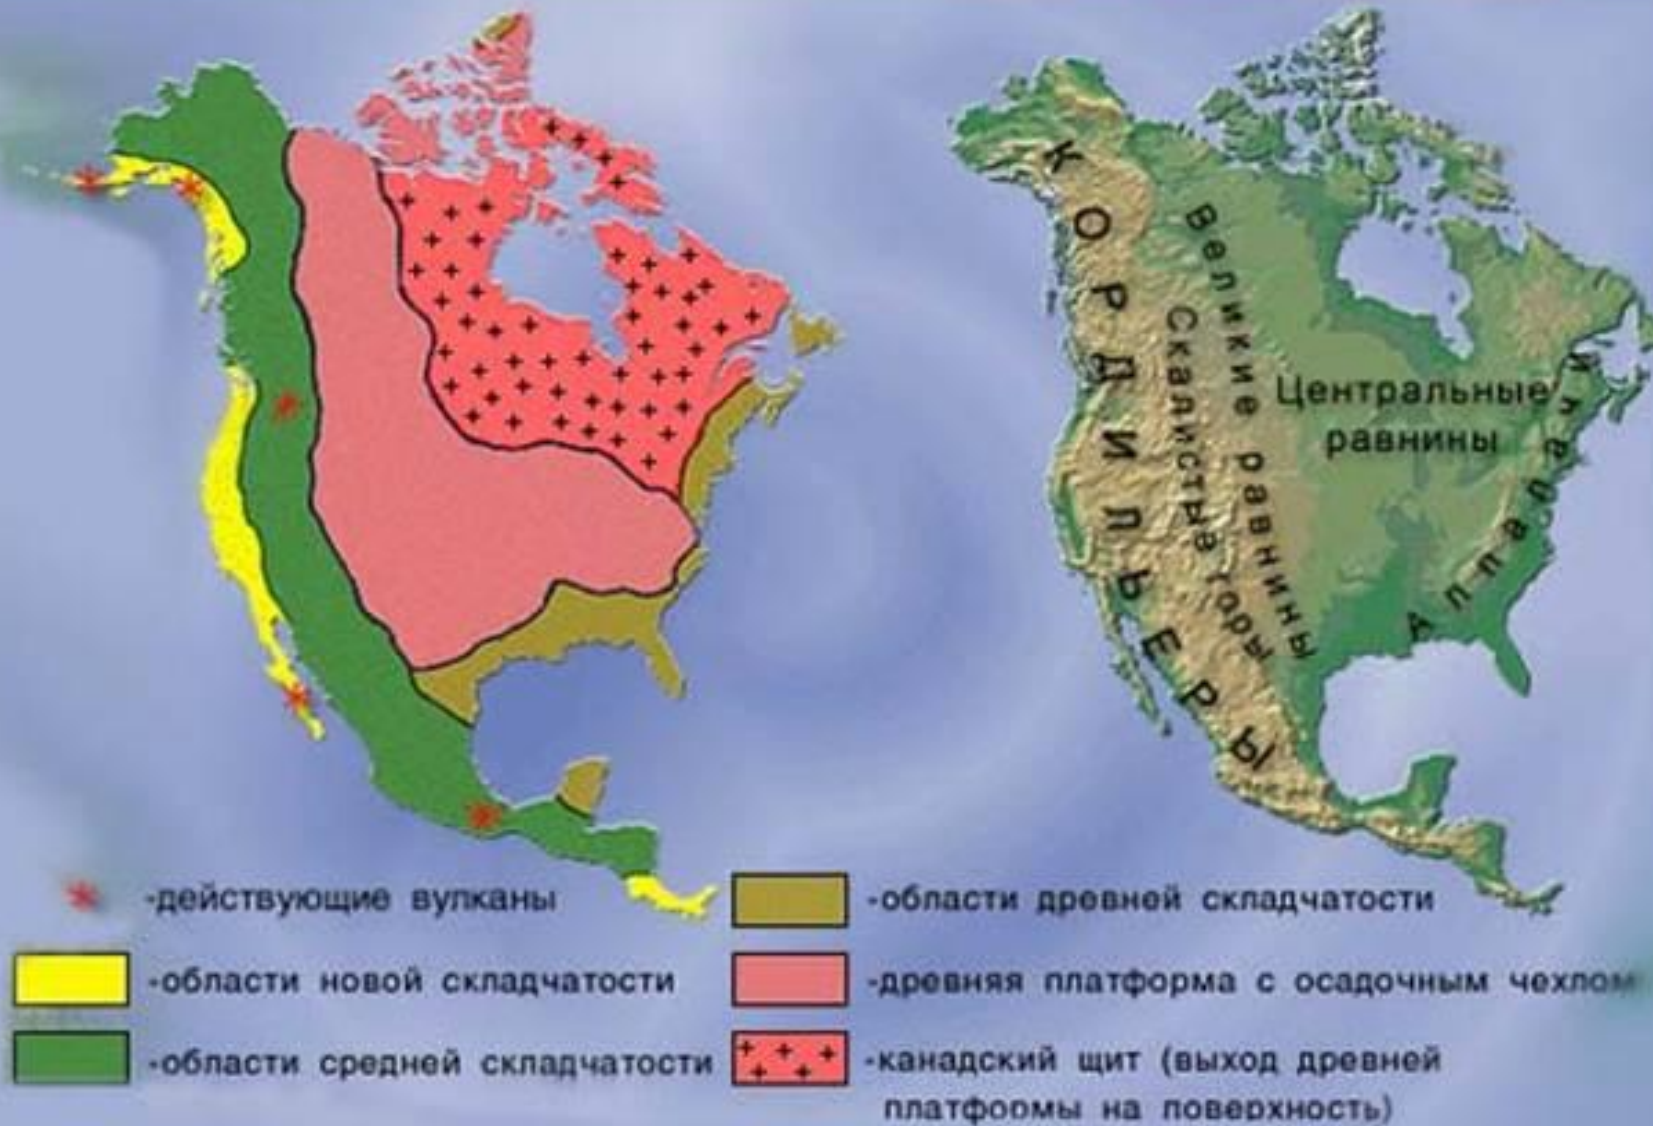 КОРДИЛЬЕРЫ
Скалистые горы
Великие равнины
Центральные
равнины
Аппалачи
-действующие вулканы
-области новой складчатости
-области средней складчатости
-области древней складчатости
-древняя платформа с осадочным чехлом
-канадский щит (выход древней
платформы на поверхность)